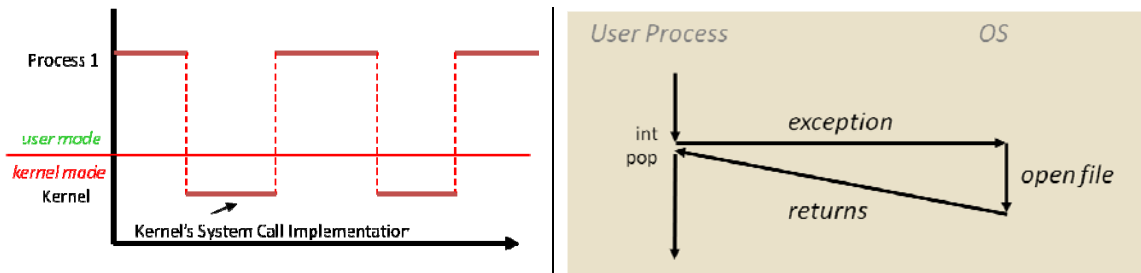 Process 1
user mode
kernel mode
Kernel
Kernel's System Call Implementation
User Process
OS
int
exception
pop
open file
returns